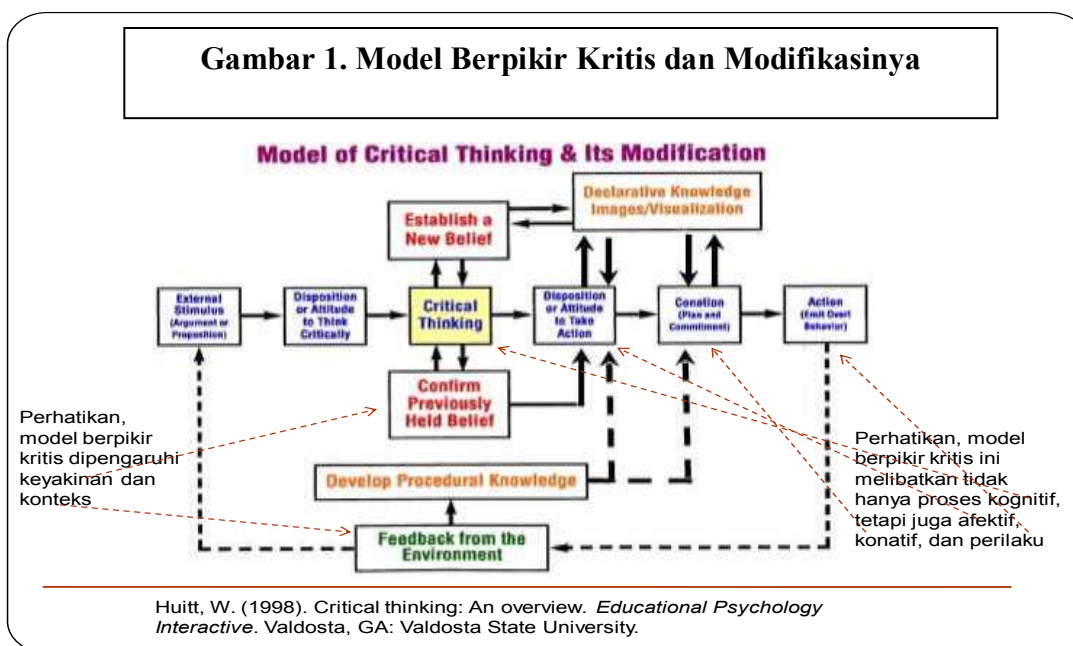 Gambar 1. Model Berpikir Kritis dan Modifikasinya
Model of Critical Thinking & Its Modification
Declarative Knowledge
Images/Visualization
Establish a
New Belief
External
Stimulus
(Argument or
Proposition)
Disposition
or Attitude
to Think
Critically
Critical
Thinking
Disposition
or Attitude
to Take
Action
Conation
(Plan and
Commitment)
Action
(Emit Overt
Behavior)
Confirm
Previously
Held Belief
Perhatikan,
model berpikir
kritis dipengaruhi
keyakinan dan
konteks
Perhatikan, model
berpikir kritis ini
melibatkan tidak
hanya proses kognitif,
tetapi juga afektif,
konatif, dan perilaku
Develop Procedural Knowledge
Feedback from the
Environment
Huitt, W. (1998). Critical thinking: An overview. Educational Psychology
Interactive. Valdosta, GA: Valdosta State University.